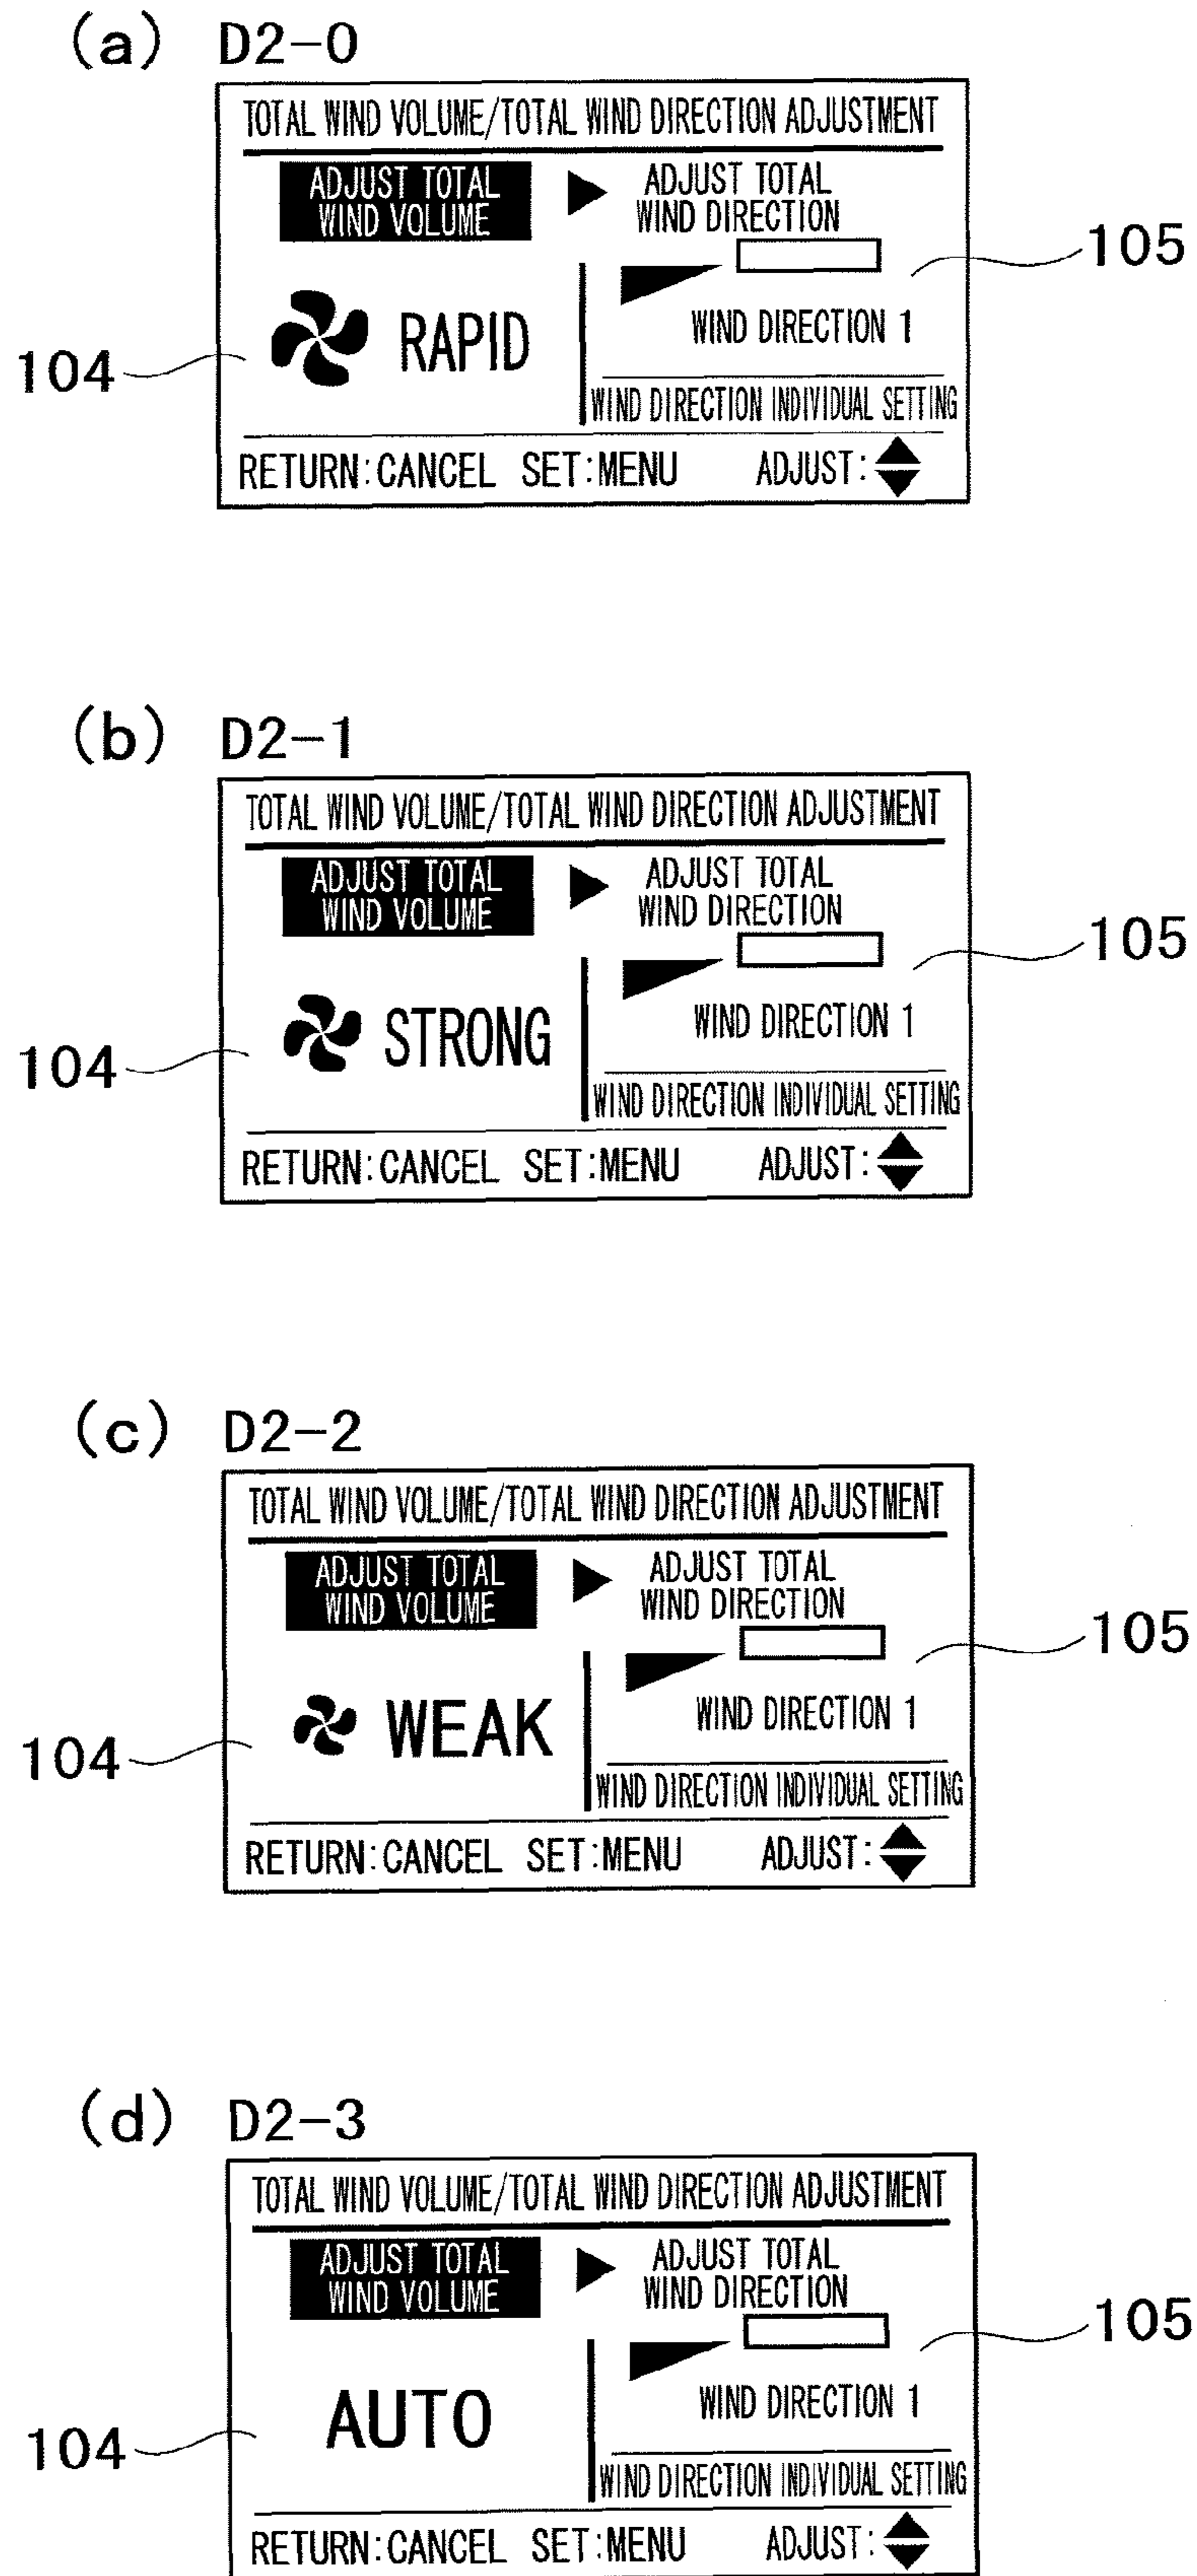 (a) D2-0
TOTAL WIND VOLUME/TOTAL WIND DIRECTION ADJUSTMENT
ADJUST TOTAL
WIND VOLUME
ADJUST TOTAL
WIND DIRECTION
105
RAPID
WIND DIRECTION 1
104
WIND DIRECTION INDIVIDUAL SETTING
RETURN:CANCEL SET:MENU ADJUST:
(b) D2-1
TOTAL WIND VOLUME/TOTAL WIND DIRECTION ADJUSTMENT
ADJUST TOTAL
WIND VOLUME
ADJUST TOTAL
WIND DIRECTION
105
STRONG
WIND DIRECTION 1
104
WIND DIRECTION INDIVIDUAL SETTING
RETURN:CANCEL SET:MENU ADJUST:
(c) D2-2
TOTAL WIND VOLUME/TOTAL WIND DIRECTION ADJUSTMENT
ADJUST TOTAL
WIND VOLUME
ADJUST TOTAL
WIND DIRECTION
105
WEAK
WIND DIRECTION 1
104
WIND DIRECTION INDIVIDUAL SETTING
RETURN:CANCEL SET:MENU ADJUST:
(d) D2-3
TOTAL WIND VOLUME/TOTAL WIND DIRECTION ADJUSTMENT
ADJUST TOTAL
WIND VOLUME
ADJUST TOTAL
WIND DIRECTION
105
AUTO
WIND DIRECTION 1
104
WIND DIRECTION INDIVIDUAL SETTING
RETURN:CANCEL SET:MENU ADJUST: